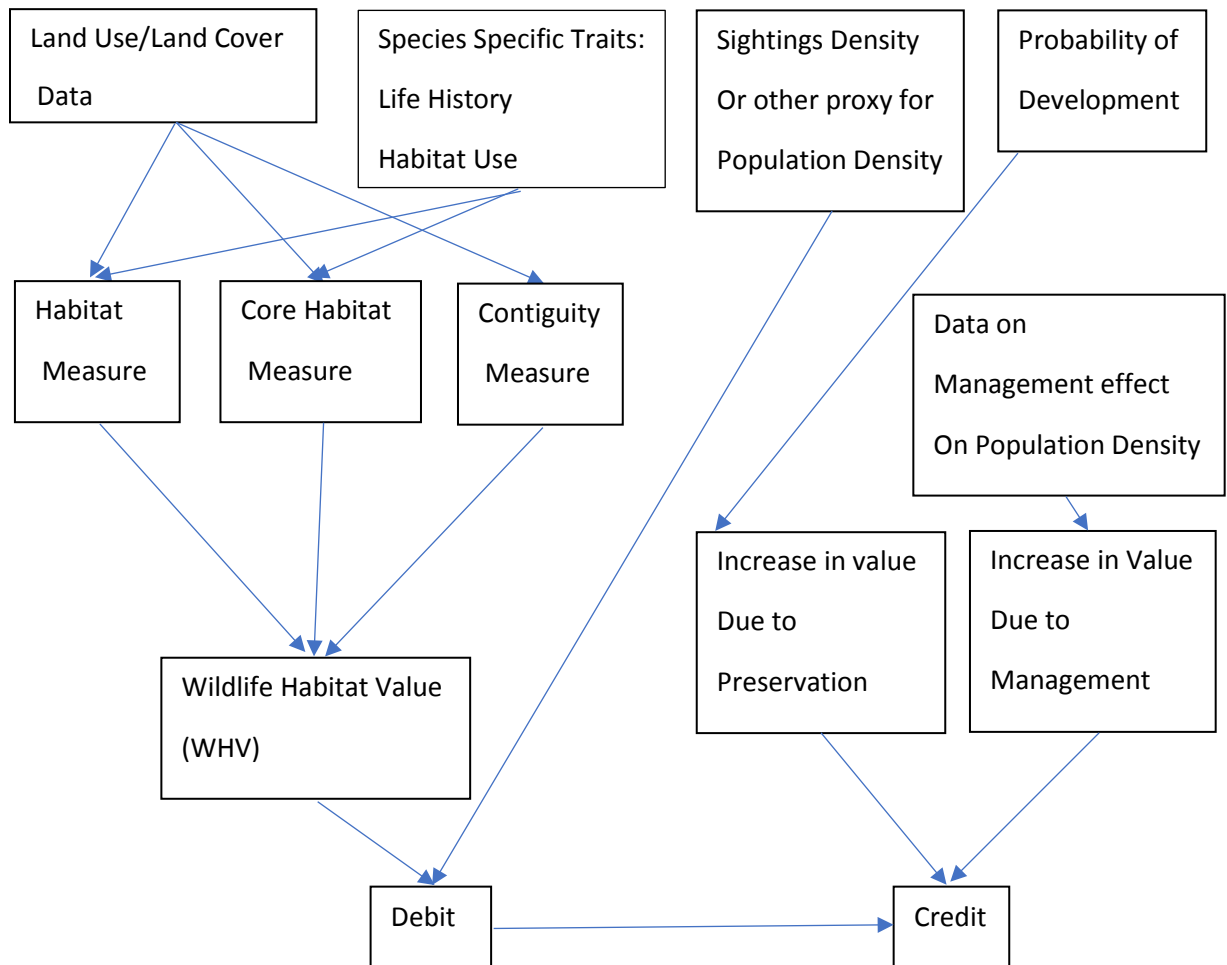 Land Use/Land Cover
Data
Species Specific Traits:
Life History
Habitat Use
Sightings Density
Or other proxy for
Population Density
Probability of
Development
Habitat
Measure
Core Habitat
Measure
Contiguity
Measure
Data on
Management effect
On Population Density
Increase in value
Due to
Preservation
Increase in Value
Due to
Management
Wildlife Habitat Value
(WHV)
Debit
Credit